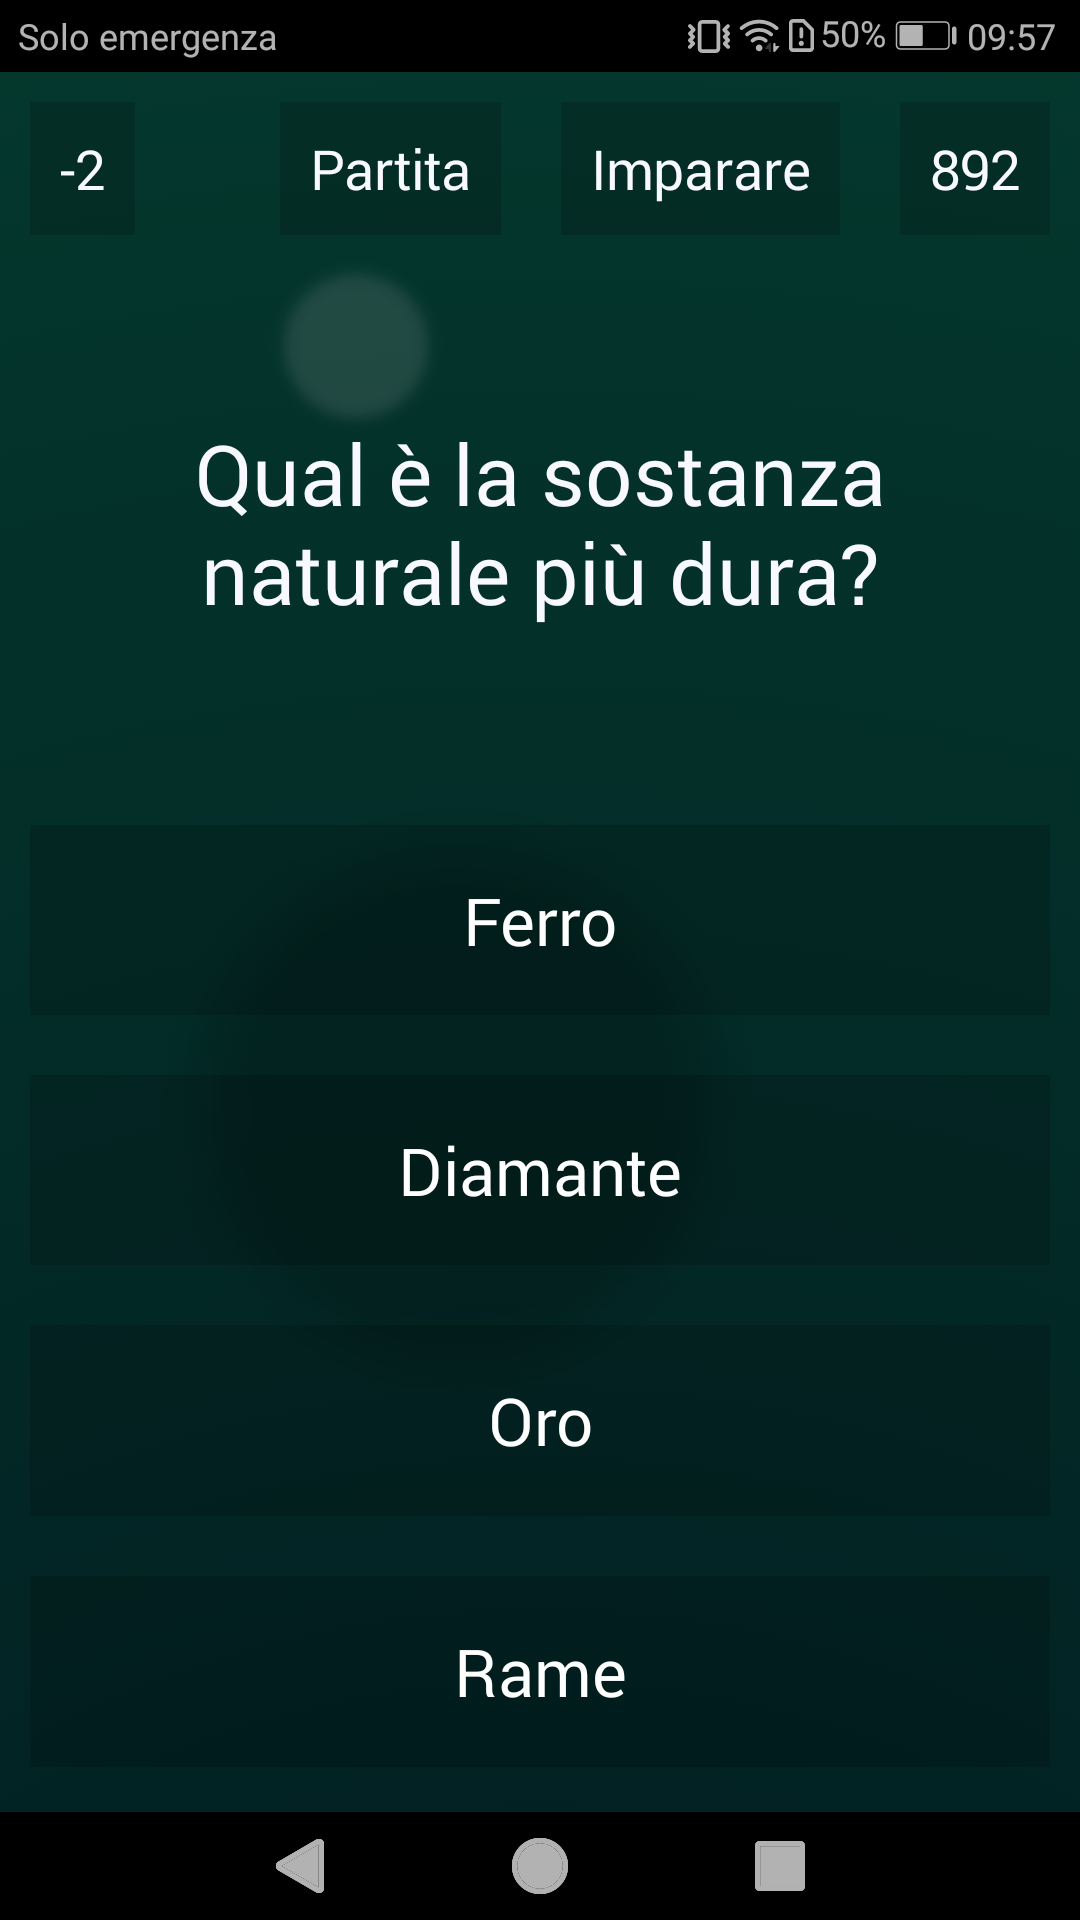 Solo emergenza 50% 09:57
-2 Partita Imparare 892
Qual è la sostanza
naturale più dura?
Ferro
Diamante
Oro
Rame